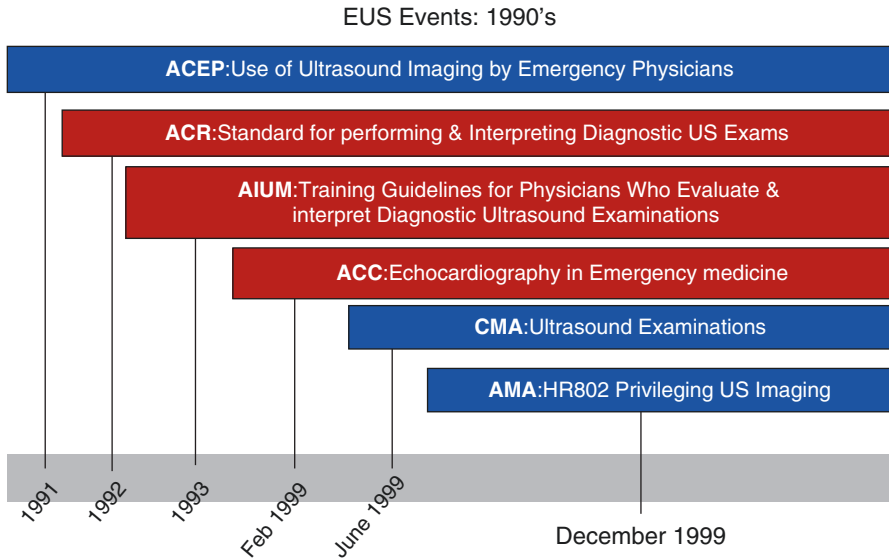 EUS Events: 1990's
ACEP:Use of Ultrasound Imaging by Emergency Physicians
ACR:Standard for performing & Interpreting Diagnostic US Exams
AIUM:Training Guidelines for Physicians Who Evaluate &
interpret Diagnostic Ultrasound Examinations
ACC:Echocardiography in Emergency medicine
CMA:Ultrasound Examinations
AMA:HR802 Privileging US Imaging
1991
1992
1993
Feb 1999
June 1999
December 1999